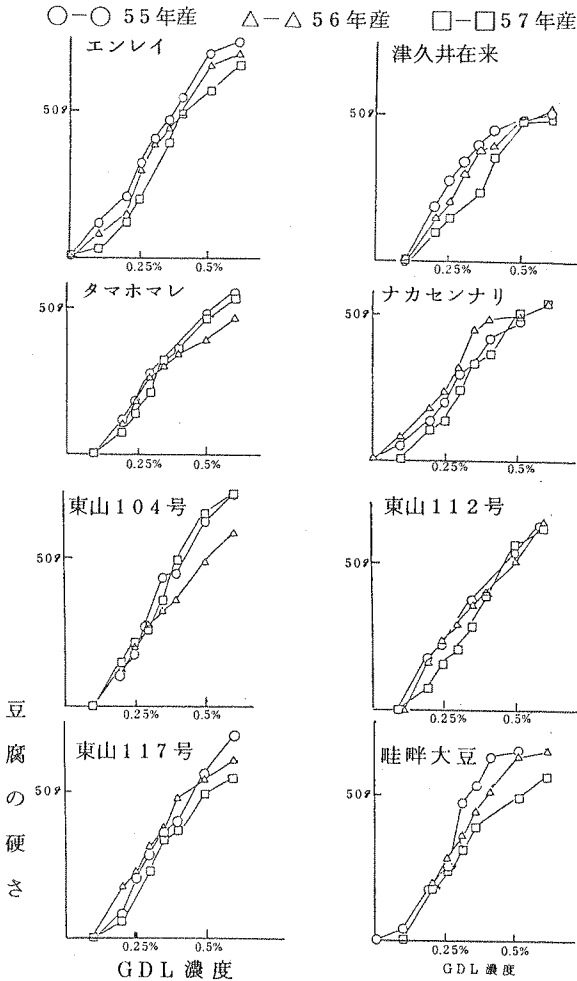 ○-○ 55年産 △-△ 56年産 □-□ 57年産
エンレイ
津久井在来
50g
50g
0.25% 0.5%
0.25% 0.5%
タマホマレ
ナカセンナリ
50g
50g
0.25% 0.5%
0.25% 0.5%
東山104号
東山112号
50g
50g
0.25% 0.5%
0.25% 0.5%
東山117号
畦畔大豆
50g
50g
0.25% 0.5%
0.25% 0.5%
豆腐の硬さ
GDL濃度
GDL濃度